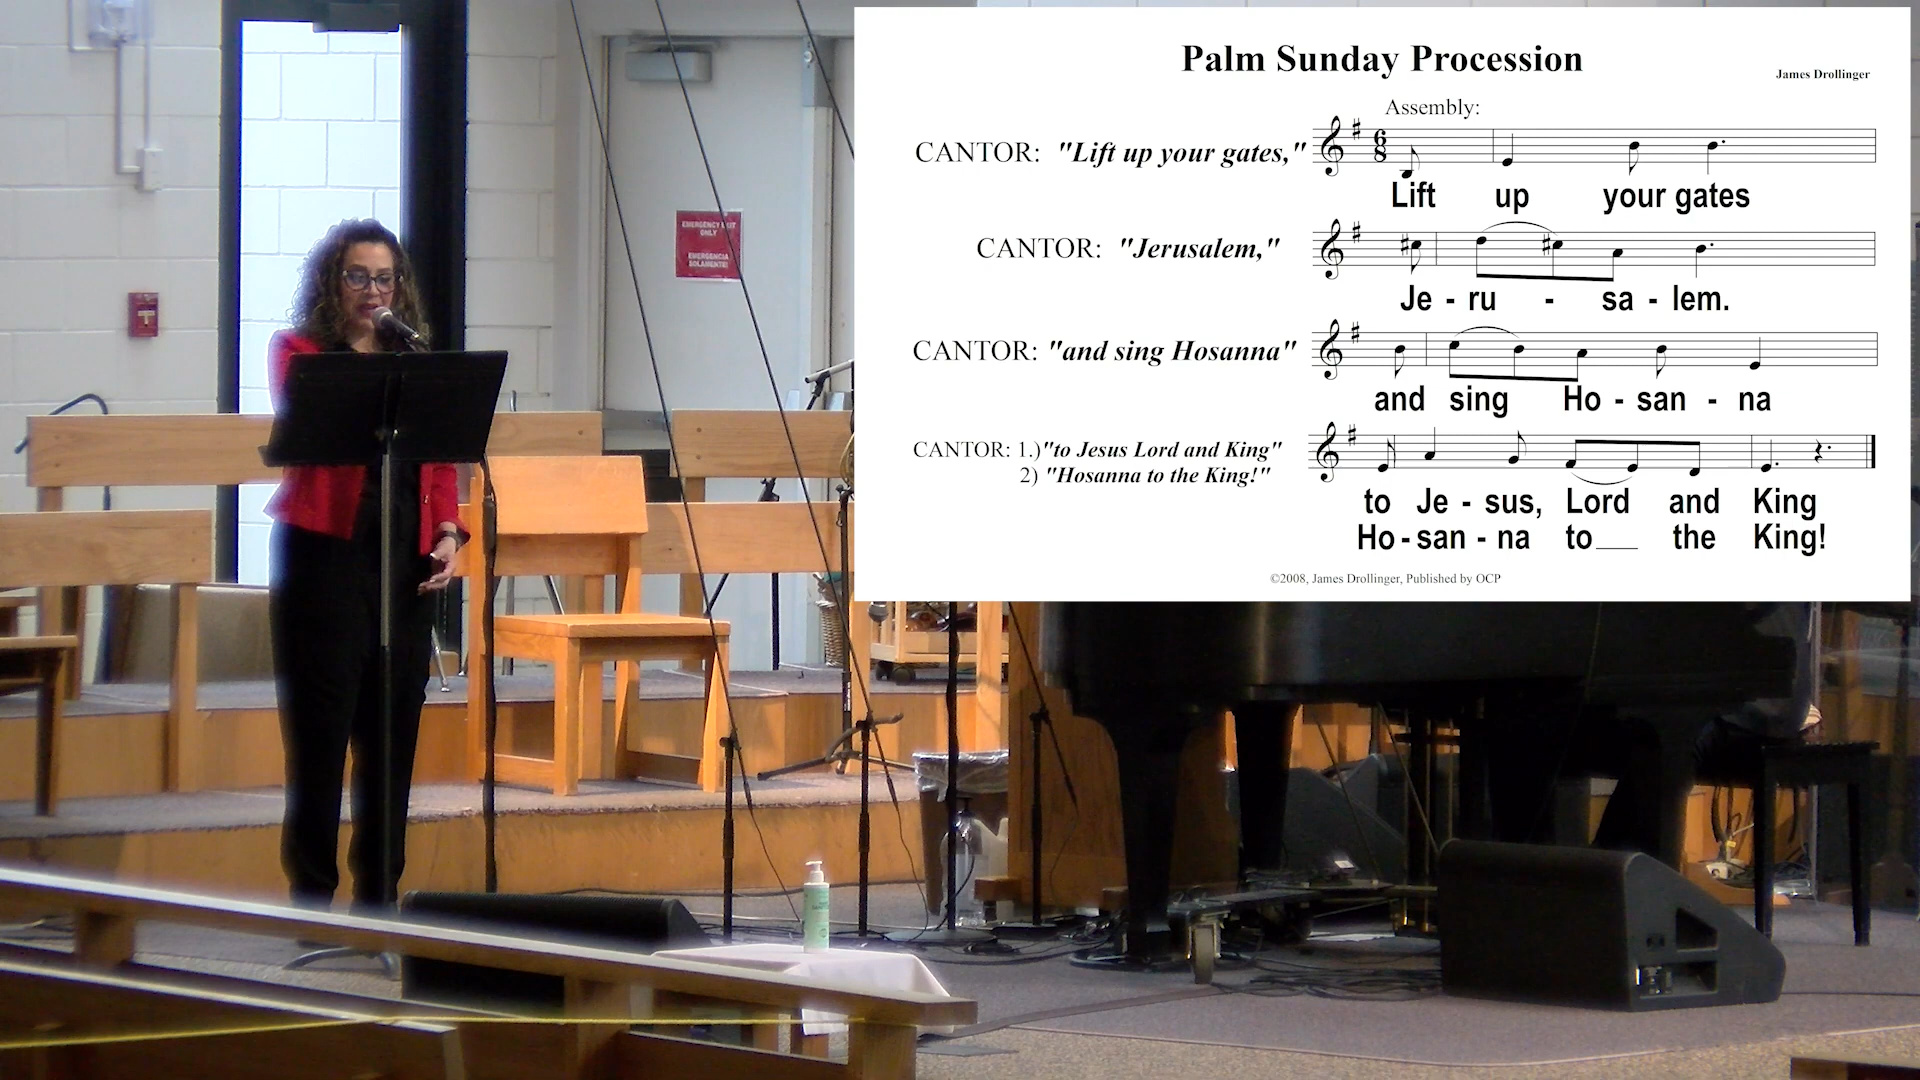 Palm Sunday Procession
James Drollinger
Assembly:
CANTOR: "Lift up your gates,"
6
8
Lift up your gates
CANTOR: "Jerusalem,"
Je - ru - sa - lem.
CANTOR: "and sing Hosanna"
and sing Ho - san - na
CANTOR: 1.) "to Jesus Lord and King"
2) "Hosanna to the King!"
to Je - sus, Lord and King
Ho - san - na to___ the King!
©2008, James Drollinger, Published by OCP
EMERGENCY EXIT
ONLY
EMERGENCIA
SOLAMENTE!